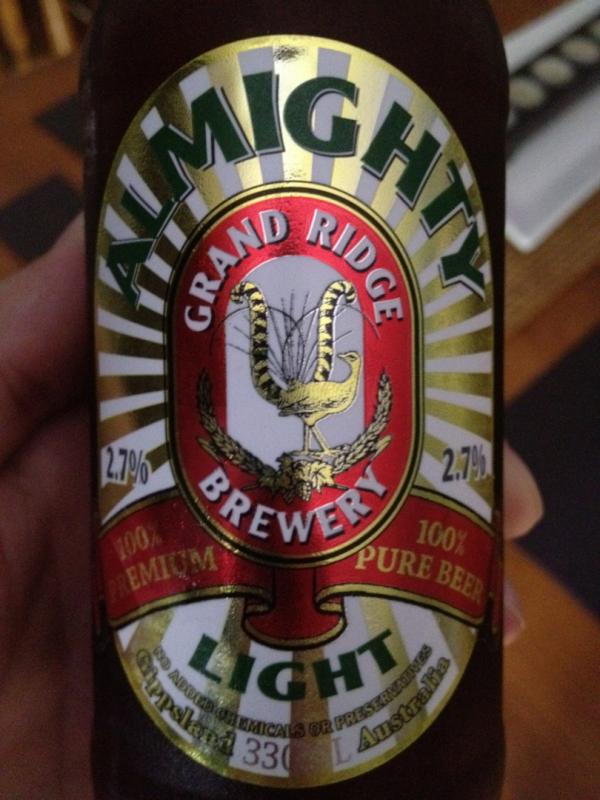 ALMIGHTY
GRAND RIDGE
BREWERY
2.7% 2.7%
100% PREMIUM
100% PURE BEER
LIGHT
NO ADDED CHEMICALS OR PRESERVATIVES
Gippsland 330 L Australia